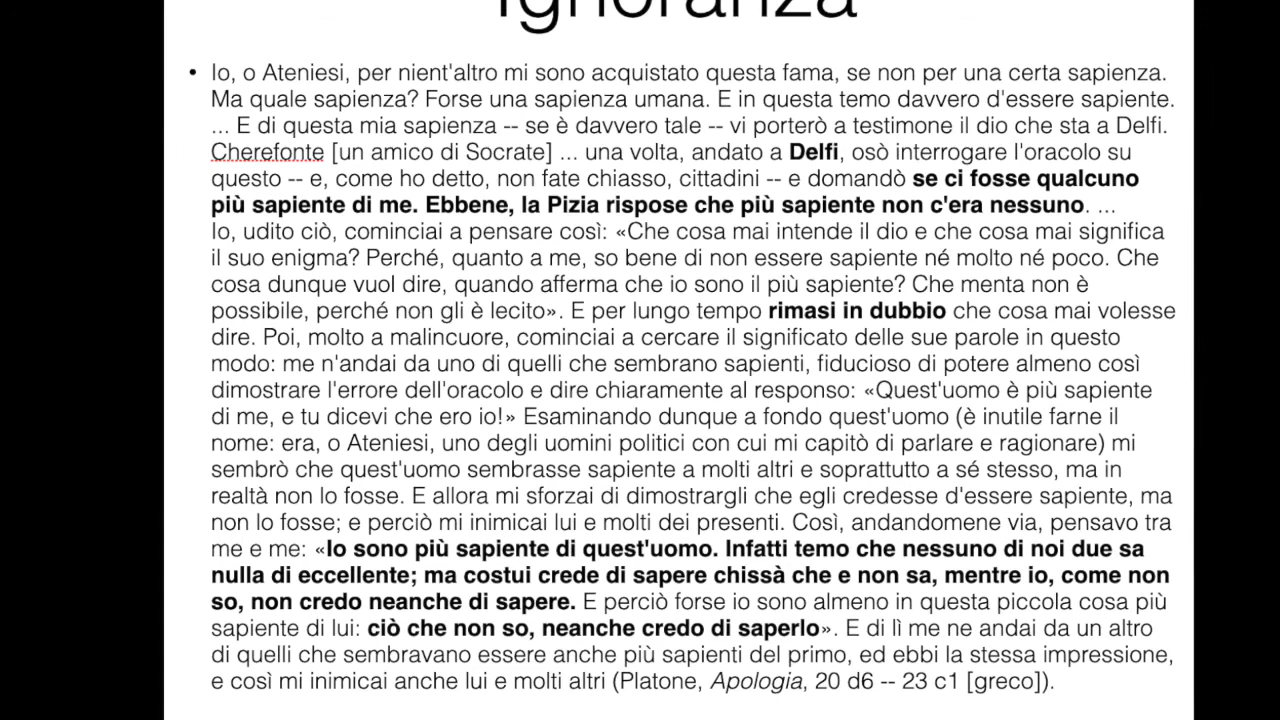 Ignoranza
• Io, o Ateniesi, per nient'altro mi sono acquistato questa fama, se non per una certa sapienza.
Ma quale sapienza? Forse una sapienza umana. E in questa temo davvero d'essere sapiente.
... E di questa mia sapienza -- se è davvero tale -- vi porterò a testimone il dio che sta a Delfi.
Cherefonte [un amico di Socrate] ... una volta, andato a Delfi, osò interrogare l'oracolo su
questo -- e, come ho detto, non fate chiasso, cittadini -- e domandò se ci fosse qualcuno
più sapiente di me. Ebbene, la Pizia rispose che più sapiente non c'era nessuno. ...
Io, udito ciò, cominciai a pensare così: «Che cosa mai intende il dio e che cosa mai significa
il suo enigma? Perché, quanto a me, so bene di non essere sapiente né molto né poco. Che
cosa dunque vuol dire, quando afferma che io sono il più sapiente? Che menta non è
possibile, perché non gli è lecito». E per lungo tempo rimasi in dubbio che cosa mai volesse
dire. Poi, molto a malincuore, cominciai a cercare il significato delle sue parole in questo
modo: me n'andai da uno di quelli che sembrano sapienti, fiducioso di potere almeno così
dimostrare l'errore dell'oracolo e dire chiaramente al responso: «Quest'uomo è più sapiente
di me, e tu dicevi che ero io!» Esaminando dunque a fondo quest'uomo (è inutile farne il
nome: era, o Ateniesi, uno degli uomini politici con cui mi capitò di parlare e ragionare) mi
sembrò che quest'uomo sembrasse sapiente a molti altri e soprattutto a sé stesso, ma in
realtà non lo fosse. E allora mi sforzai di dimostrargli che egli credesse d'essere sapiente, ma
non lo fosse; e perciò mi inimicai lui e molti dei presenti. Così, andandomene via, pensavo tra
me e me: «Io sono più sapiente di quest'uomo. Infatti temo che nessuno di noi due sa
nulla di eccellente; ma costui crede di sapere chissà che e non sa, mentre io, come non
so, non credo neanche di sapere. E perciò forse io sono almeno in questa piccola cosa più
sapiente di lui: ciò che non so, neanche credo di saperlo». E di lì me ne andai da un altro
di quelli che sembravano essere anche più sapienti del primo, ed ebbi la stessa impressione,
e così mi inimicai anche lui e molti altri (Platone, Apologia, 20 d6 -- 23 c1 [greco]).